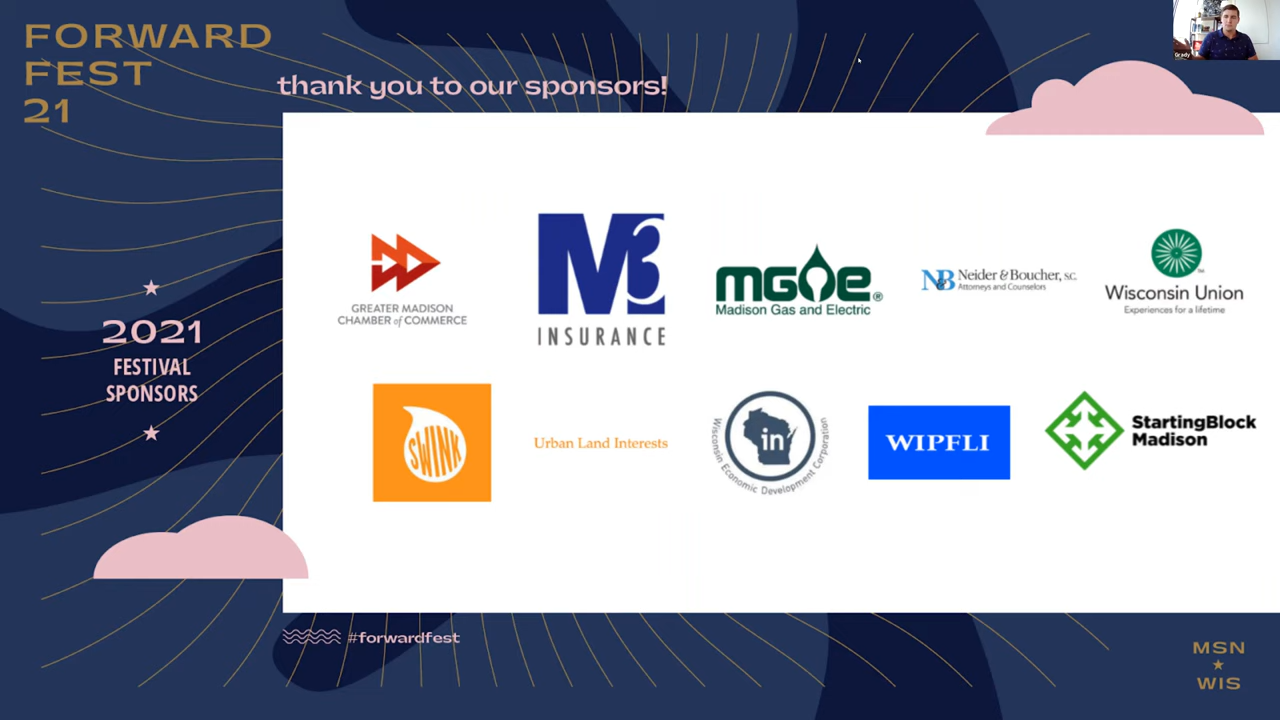 FORWARD
FEST
21
thank you to our sponsors!
Grady
2021
FESTIVAL
SPONSORS
GREATER MADISON
CHAMBER of COMMERCE
M3
INSURANCE
mge®
Madison Gas and Electric
N&B Neider & Boucher, S.C.
Attorneys and Counselors
Wisconsin Union
Experiences for a lifetime
SWINK
Urban Land Interests
in
Wisconsin Economic Development Corporation
WIPFLI
StartingBlock
Madison
#forwardfest
MSN
WIS